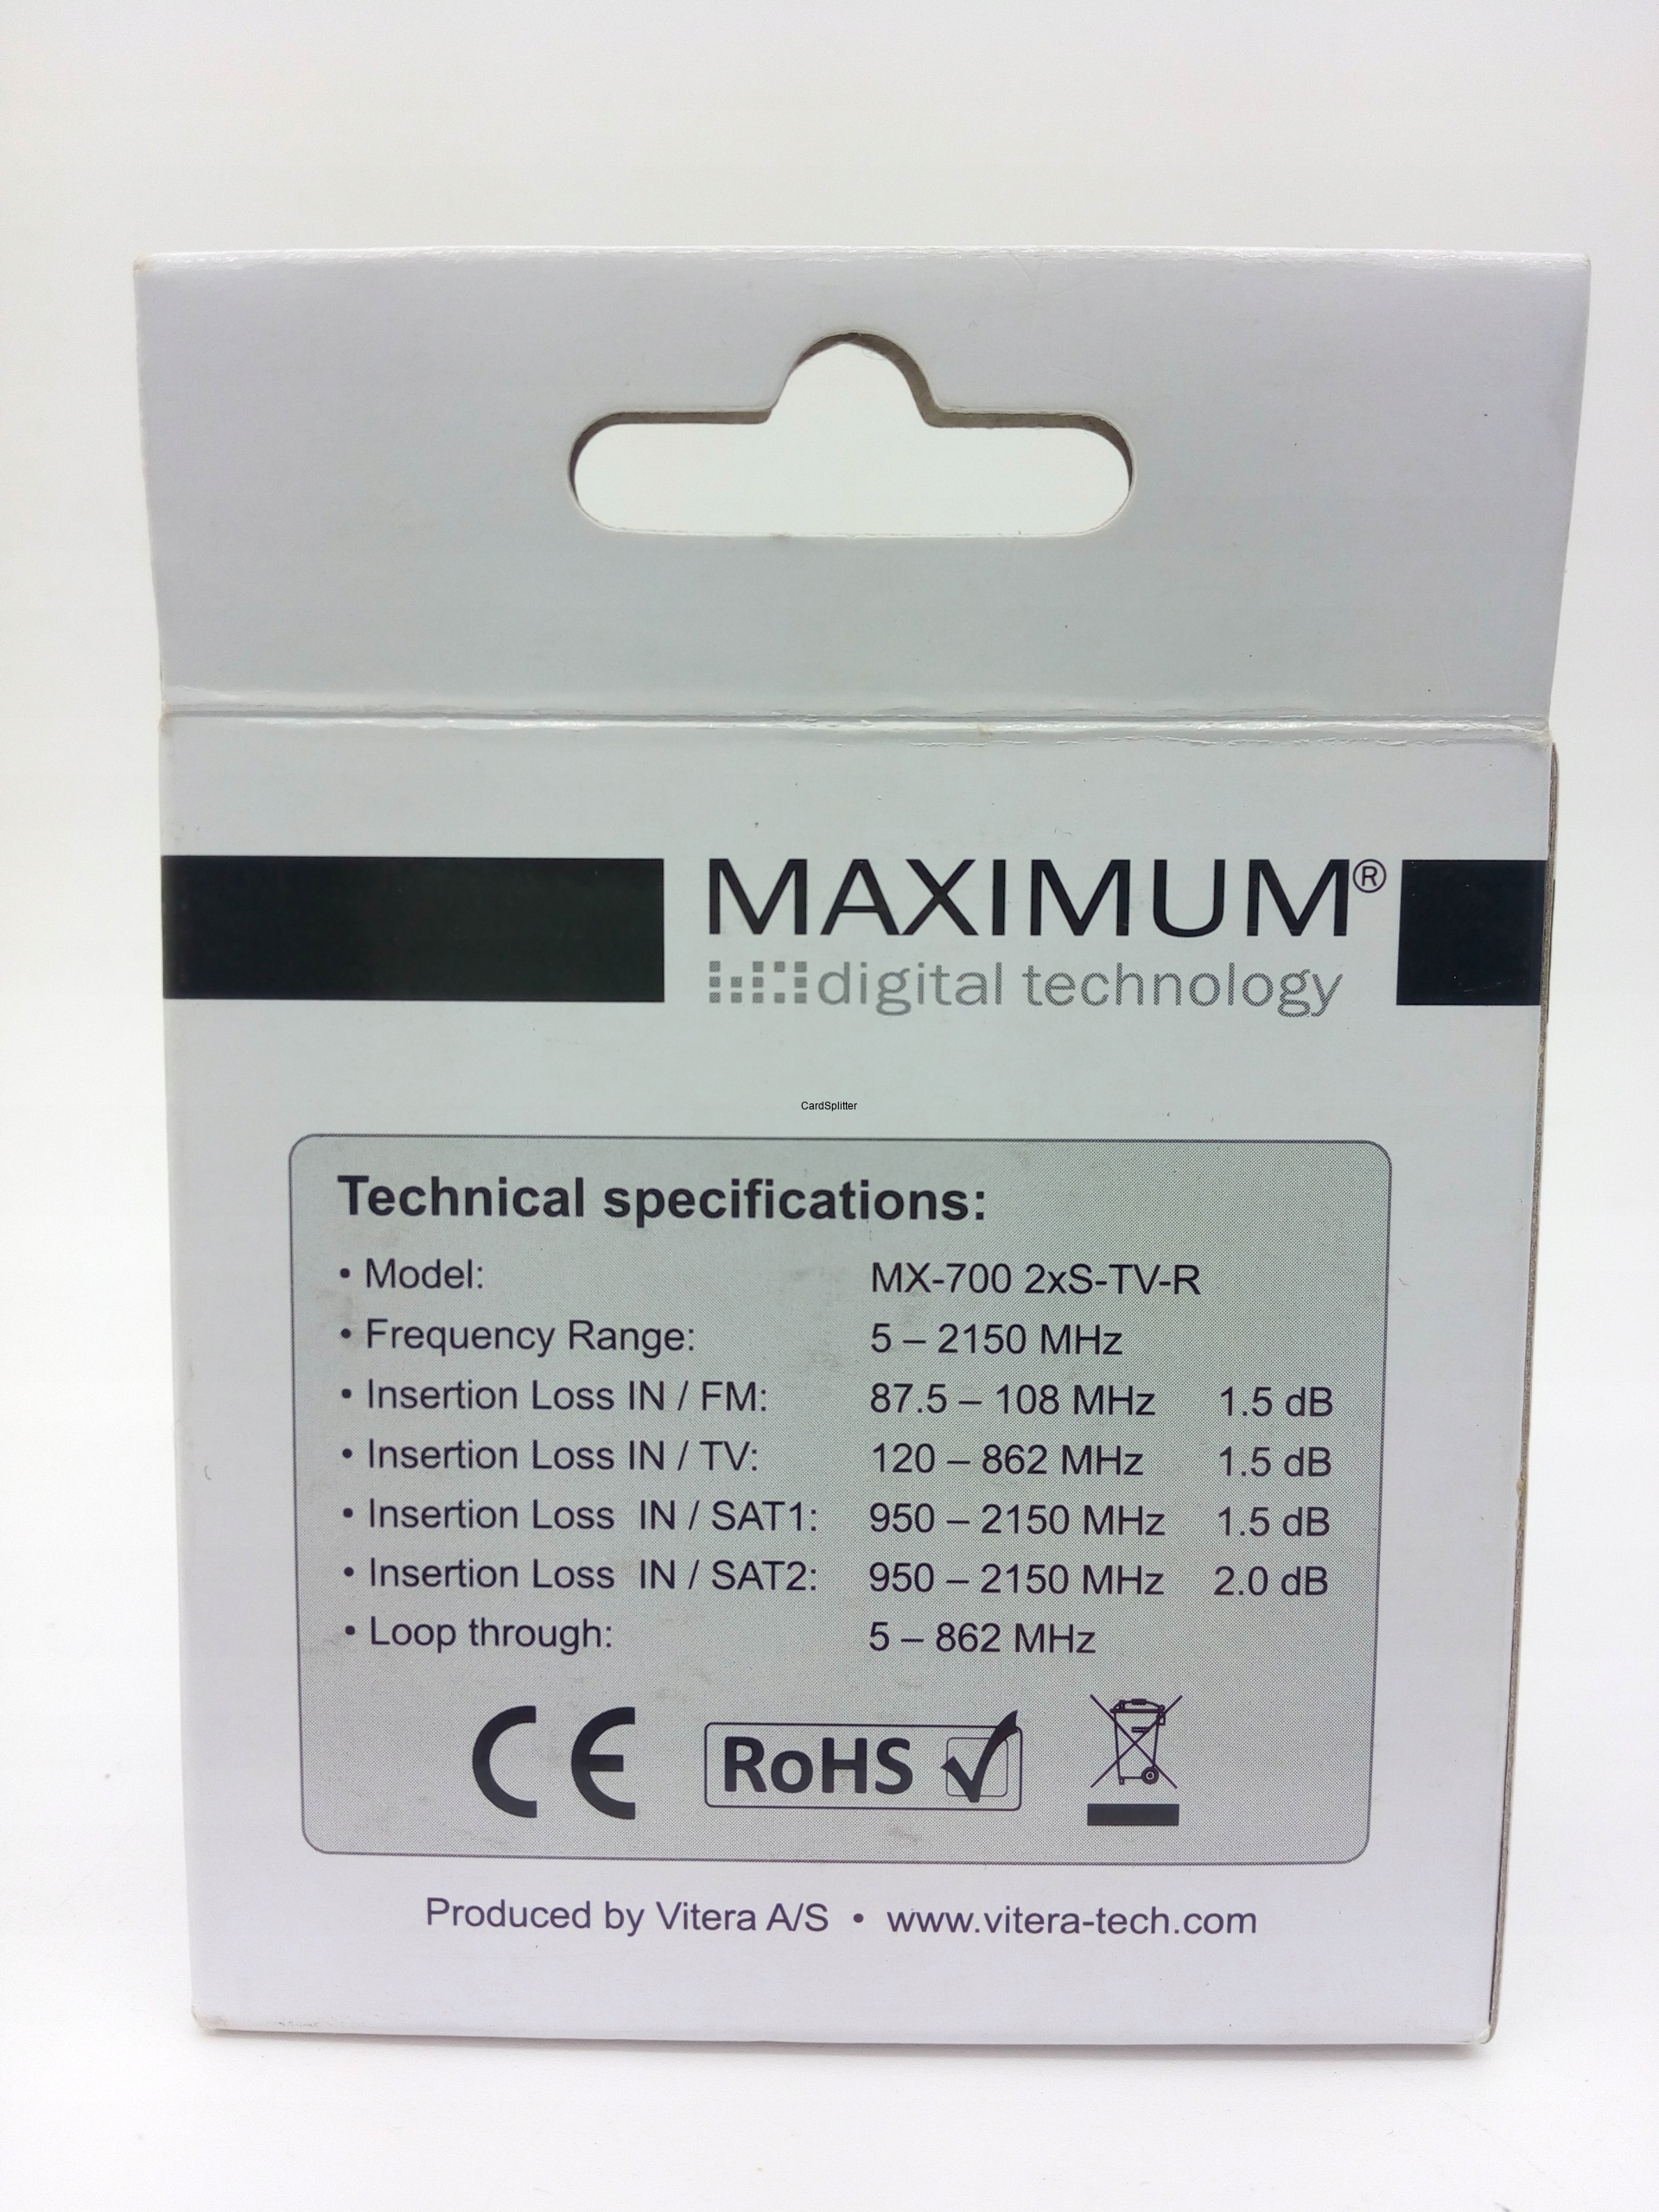 MAXIMUM®
digital technology
CardSplitter
Technical specifications:
• Model: MX-700 2xS-TV-R
• Frequency Range: 5 – 2150 MHz
• Insertion Loss IN / FM: 87.5 – 108 MHz 1.5 dB
• Insertion Loss IN / TV: 120 – 862 MHz 1.5 dB
• Insertion Loss IN / SAT1: 950 – 2150 MHz 1.5 dB
• Insertion Loss IN / SAT2: 950 – 2150 MHz 2.0 dB
• Loop through: 5 – 862 MHz
CE RoHS
Produced by Vitera A/S • www.vitera-tech.com